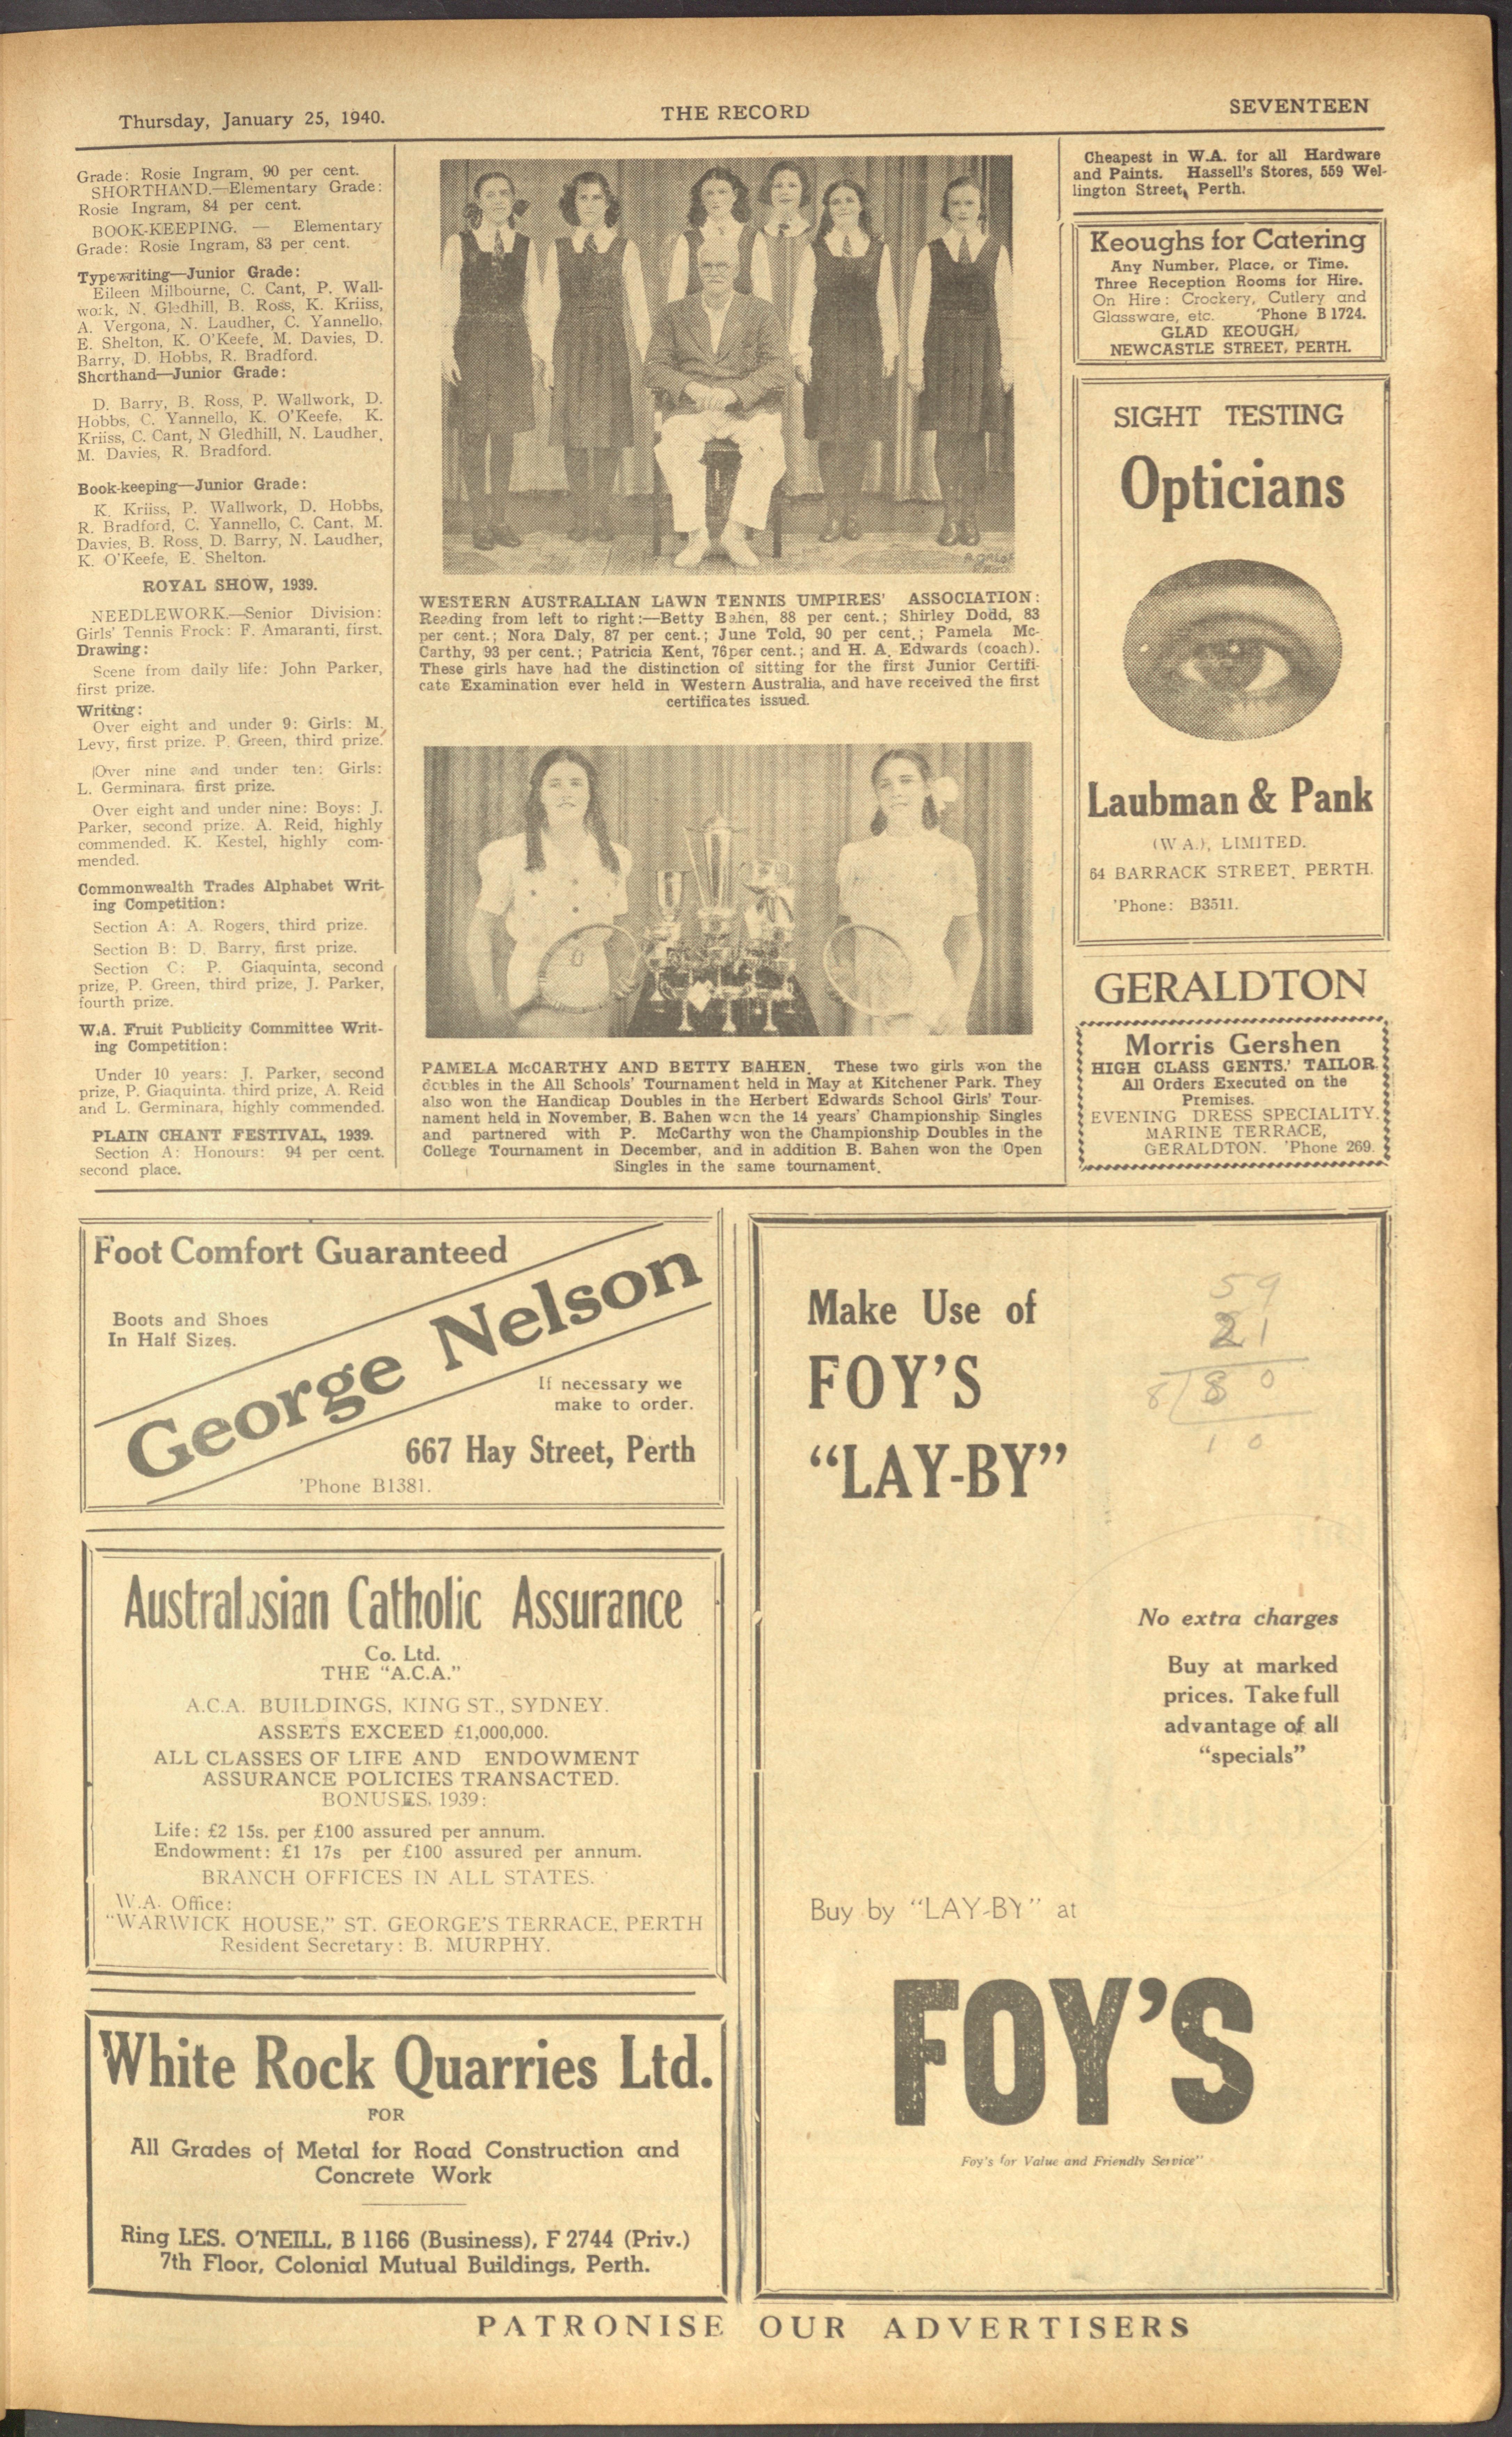 Thursday, January 25, 1940.
THE RECORD
SEVENTEEN
Grade: Rosie Ingram, 90 per cent.
SHORTHAND.—Elementary Grade:
Rosie Ingram, 84 per cent.
BOOK-KEEPING. — Elementary
Grade: Rosie Ingram, 83 per cent.
Typewriting—Junior Grade:
Eileen Milbourne, C. Cant, P. Wall-
work, N. Gledhill, B. Ross, K. Kriiss,
A. Vergona, N. Laudher, C. Yannello,
E. Shelton, K. O'Keefe, M. Davies, D.
Barry, D. Hobbs, R. Bradford.
Shorthand—Junior Grade:
D. Barry, B. Ross, P. Wallwork, D.
Hobbs, C. Yannello, K. O'Keefe, K.
Kriiss, C. Cant, N Gledhill, N. Laudher,
M. Davies, R. Bradford.
Book-keeping—Junior Grade:
K. Kriiss, P. Wallwork, D. Hobbs,
R. Bradford, C. Yannello, C. Cant, M.
Davies, B. Ross, D. Barry, N. Laudher,
K. O'Keefe, E. Shelton.
ROYAL SHOW, 1939.
NEEDLEWORK.—Senior Division:
Girls' Tennis Frock: F. Amaranti, first.
Drawing:
Scene from daily life: John Parker,
first prize.
Writing:
Over eight and under 9: Girls: M.
Levy, first prize. P. Green, third prize.
Over nine and under ten: Girls:
L. Germinara, first prize.
Over eight and under nine: Boys: J.
Parker, second prize. A. Reid, highly
commended. K. Kestel, highly com-
mended.
Commonwealth Trades Alphabet Writ-
ing Competition:
Section A: A. Rogers, third prize.
Section B: D. Barry, first prize.
Section C: P. Giaquinta, second
prize, P. Green, third prize, J. Parker,
fourth prize.
W.A. Fruit Publicity Committee Writ-
ing Competition:
Under 10 years: J. Parker, second
prize, P. Giaquinta, third prize, A. Reid
and L. Germinara, highly commended.
PLAIN CHANT FESTIVAL, 1939.
Section A: Honours: 94 per cent.
second place.
WESTERN AUSTRALIAN LAWN TENNIS UMPIRES' ASSOCIATION:
Reading from left to right:—Betty Bahen, 88 per cent.; Shirley Dodd, 83
per cent.; Nora Daly, 87 per cent.; June Told, 90 per cent.; Pamela Mc-
Carthy, 93 per cent.; Patricia Kent, 76per cent.; and H. A. Edwards (coach).
These girls have had the distinction of sitting for the first Junior Certifi-
cate Examination ever held in Western Australia, and have received the first
certificates issued.
PAMELA McCARTHY AND BETTY BAHEN. These two girls won the
doubles in the All Schools' Tournament held in May at Kitchener Park. They
also won the Handicap Doubles in the Herbert Edwards School Girls' Tour-
nament held in November, B. Bahen won the 14 years' Championship Singles
and partnered with P. McCarthy won the Championship Doubles in the
College Tournament in December, and in addition B. Bahen won the Open
Singles in the same tournament.
Cheapest in W.A. for all Hardware
and Paints. Hassell's Stores, 559 Wel-
lington Street, Perth.
Keoughs for Catering
Any Number, Place, or Time.
Three Reception Rooms for Hire.
On Hire: Crockery, Cutlery and
Glassware, etc. 'Phone B 1724.
GLAD KEOUGH,
NEWCASTLE STREET, PERTH.
SIGHT TESTING
Opticians
Laubman & Pank
(W.A.), LIMITED.
64 BARRACK STREET, PERTH.
'Phone: B3511.
GERALDTON
Morris Gershen
HIGH CLASS GENTS.' TAILOR
All Orders Executed on the
Premises.
EVENING DRESS SPECIALITY.
MARINE TERRACE,
GERALDTON. 'Phone 269.
Foot Comfort Guaranteed
Boots and Shoes
In Half Sizes.
George Nelson
If necessary we
make to order.
667 Hay Street, Perth
'Phone B1381.
Australasian Catholic Assurance
Co. Ltd.
THE "A.C.A."
A.C.A. BUILDINGS, KING ST., SYDNEY.
ASSETS EXCEED £1,000,000.
ALL CLASSES OF LIFE AND ENDOWMENT
ASSURANCE POLICIES TRANSACTED.
BONUSES, 1939:
Life: £2 15s. per £100 assured per annum.
Endowment: £1 17s per £100 assured per annum.
BRANCH OFFICES IN ALL STATES.
W.A. Office:
"WARWICK HOUSE," ST. GEORGE'S TERRACE, PERTH
Resident Secretary: B. MURPHY.
White Rock Quarries Ltd.
FOR
All Grades of Metal for Road Construction and
Concrete Work
Ring LES. O'NEILL, B 1166 (Business), F 2744 (Priv.)
7th Floor, Colonial Mutual Buildings, Perth.
Make Use of
FOY'S
"LAY-BY"
59
21
8 80
10
No extra charges
Buy at marked
prices. Take full
advantage of all
"specials"
Buy by "LAY-BY" at
FOY'S
Foy's for Value and Friendly Service"
PATRONISE OUR ADVERTISERS